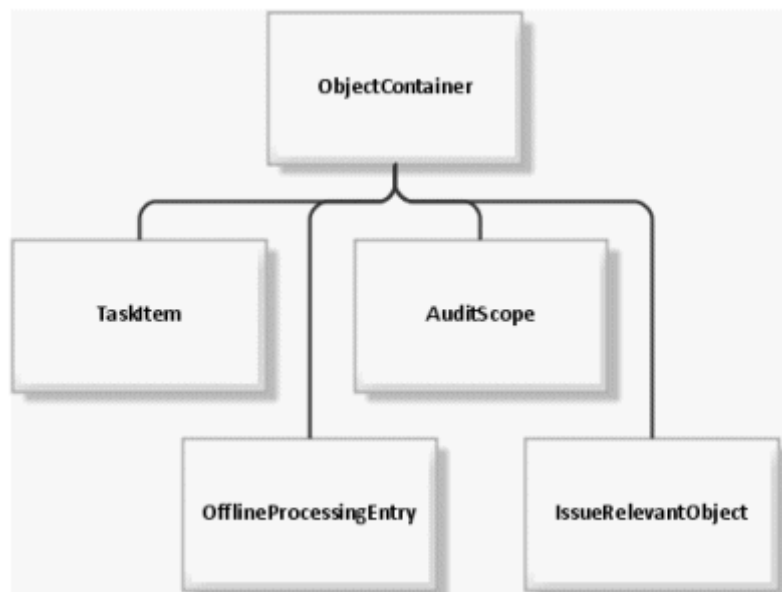 ObjectContainer
TaskItem
AuditScope
OfflineProcessingEntry
IssueRelevantObject